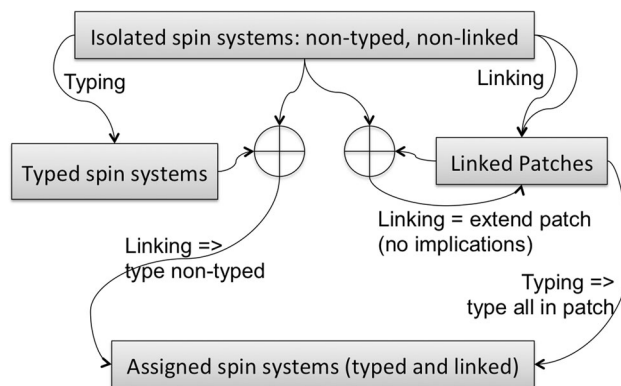 Isolated spin systems: non-typed, non-linked
Typing
Linking
Typed spin systems
Linked Patches
Linking = extend patch
(no implications)
Linking =>
type non-typed
Typing =>
type all in patch
Assigned spin systems (typed and linked)